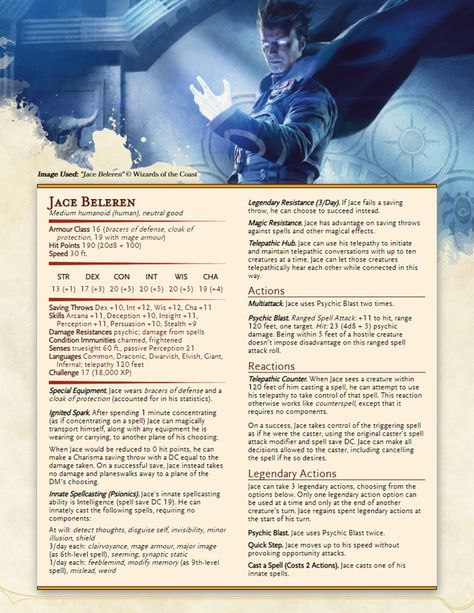 Image Used: "Jace Beleren" © Wizards of the Coast
Jace Beleren
Medium humanoid (human), neutral good
Armour Class 16 (bracers of defense, cloak of
protection, 19 with mage armour)
Hit Points 190 (20d8 + 100)
Speed 30 ft.
STR DEX CON INT WIS CHA
13 (+1) 17 (+3) 20 (+5) 20 (+5) 20 (+5) 19 (+4)
Saving Throws Dex +10, Int +12, Wis +12, Cha +11
Skills Arcana +11, Deception +10, Insight +11,
Perception +11, Persuasion +10, Stealth +9
Damage Resistances psychic; damage from spells
Condition Immunities charmed, frightened
Senses truesight 60 ft., passive Perception 21
Languages Common, Draconic, Dwarvish, Elvish, Giant,
Infernal; telepathy 120 feet
Challenge 17 (18,000 XP)
Special Equipment. Jace wears bracers of defense and a
cloak of protection (accounted for in his statistics).
Ignited Spark. After spending 1 minute concentrating
(as if concentrating on a spell) Jace can magically
transport himself, along with any equipment he is
wearing or carrying, to another plane of his choosing.
When Jace would be reduced to 0 hit points, he can
make a Charisma saving throw with a DC equal to the
damage taken. On a successful save, Jace instead takes
no damage and planeswalks away to a plane of the
DM's choosing.
Innate Spellcasting (Psionics). Jace's innate spellcasting
ability is Intelligence (spell save DC 19). He can
innately cast the following spells, requiring no
components:
At will: detect thoughts, disguise self, invisibility, minor
illusion, shield
3/day each: clairvoyance, mage armour, major image
(as 6th-level spell), seeming, synaptic static
1/day each: feeblemind, modify memory (as 9th-level
spell), mislead, weird
Legendary Resistance (3/Day). If Jace fails a saving
throw, he can choose to succeed instead.
Magic Resistance. Jace has advantage on saving throws
against spells and other magical effects.
Telepathic Hub. Jace can use his telepathy to initiate
and maintain telepathic conversations with up to ten
creatures at a time. Jace can let those creatures
telepathically hear each other while connected in this
way.
Actions
Multiattack. Jace uses Psychic Blast two times.
Psychic Blast. Ranged Spell Attack: +11 to hit, range
120 feet, one target. Hit: 23 (4d8 + 5) psychic
damage. Being within 5 feet of a hostile creature
doesn't impose disadvantage on this ranged spell
attack roll.
Reactions
Telepathic Counter. When Jace sees a creature within
120 feet of him casting a spell, he can attempt to use
his telepathy to take control of that spell. This reaction
otherwise works like counterspell, except that it
requires no components.
On a success, Jace takes control of the triggering spell
as if he were the caster, using the original caster's spell
attack modifier and spell save DC. Jace can make all
decisions allowed to the caster, including cancelling
the spell if he so desires.
Legendary Actions
Jace can take 3 legendary actions, choosing from the
options below. Only one legendary action option can
be used at a time and only at the end of another
creature's turn. Jace regains spent legendary actions at
the start of his turn.
Psychic Blast. Jace uses Psychic Blast twice.
Quick Step. Jace moves up to his speed without
provoking opportunity attacks.
Cast a Spell (Costs 2 Actions). Jace casts one of his
innate spells.